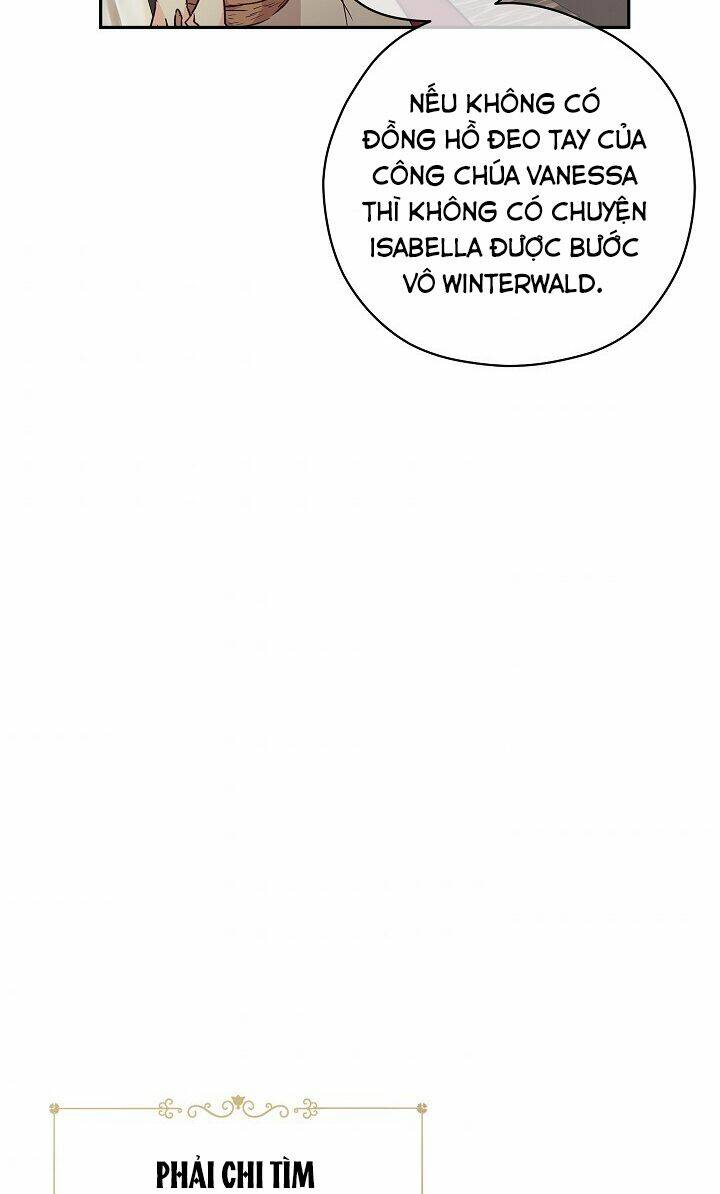 NẾU KHÔNG CÓ
ĐỒNG HỒ ĐEO TAY CỦA
CÔNG CHÚA VANESSA
THÌ KHÔNG CÓ CHUYỆN
ISABELLA ĐƯỢC BƯỚC
VÔ WINTERWALD.
PHẢI CHI TÌM